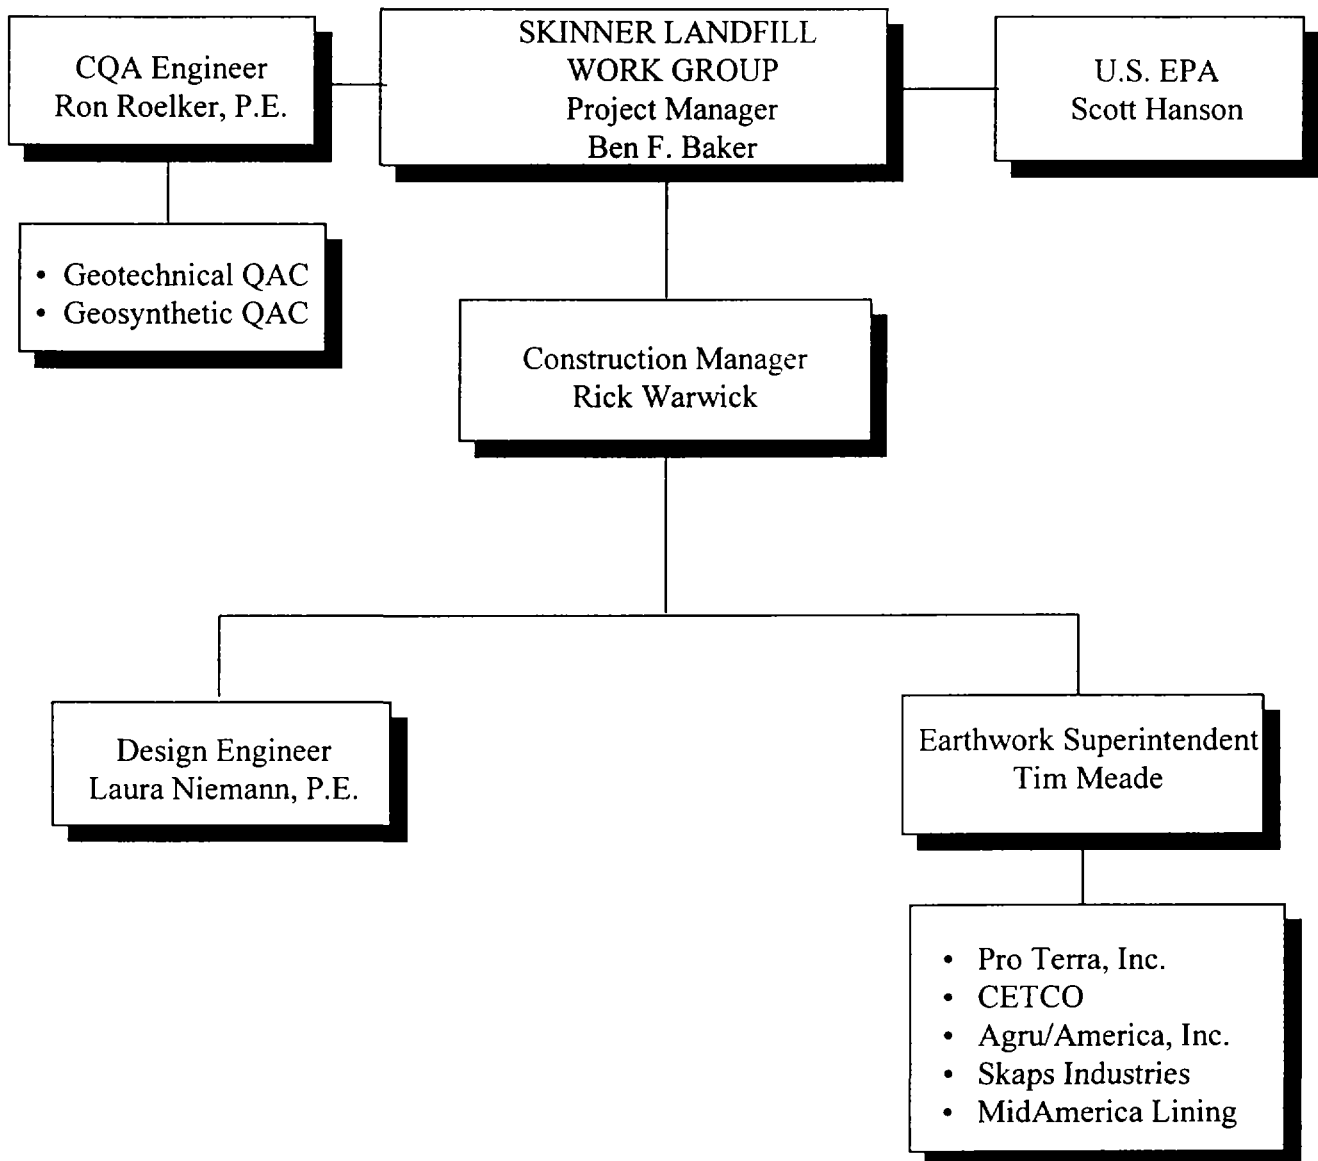 CQA Engineer
Ron Roelker, P.E.
SKINNER LANDFILL
WORK GROUP
Project Manager
Ben F. Baker
U.S. EPA
Scott Hanson
• Geotechnical QAC
• Geosynthetic QAC
Construction Manager
Rick Warwick
Design Engineer
Laura Niemann, P.E.
Earthwork Superintendent
Tim Meade
• Pro Terra, Inc.
• CETCO
• Agru/America, Inc.
• Skaps Industries
• MidAmerica Lining